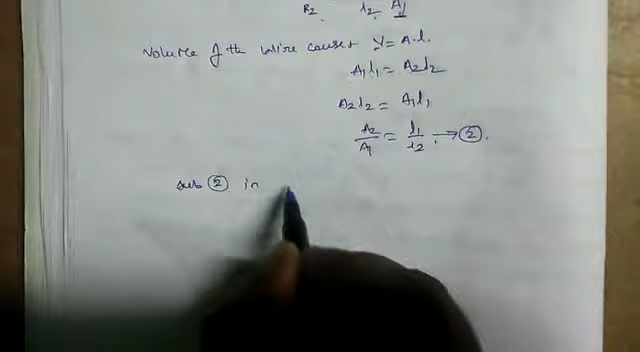 R2 l2 A1
Volume of the wire const V = A.l.
A1l1 = A2l2
A2l2 = A1l1
A2/A1 = l1/l2 → ②.
sub ② in